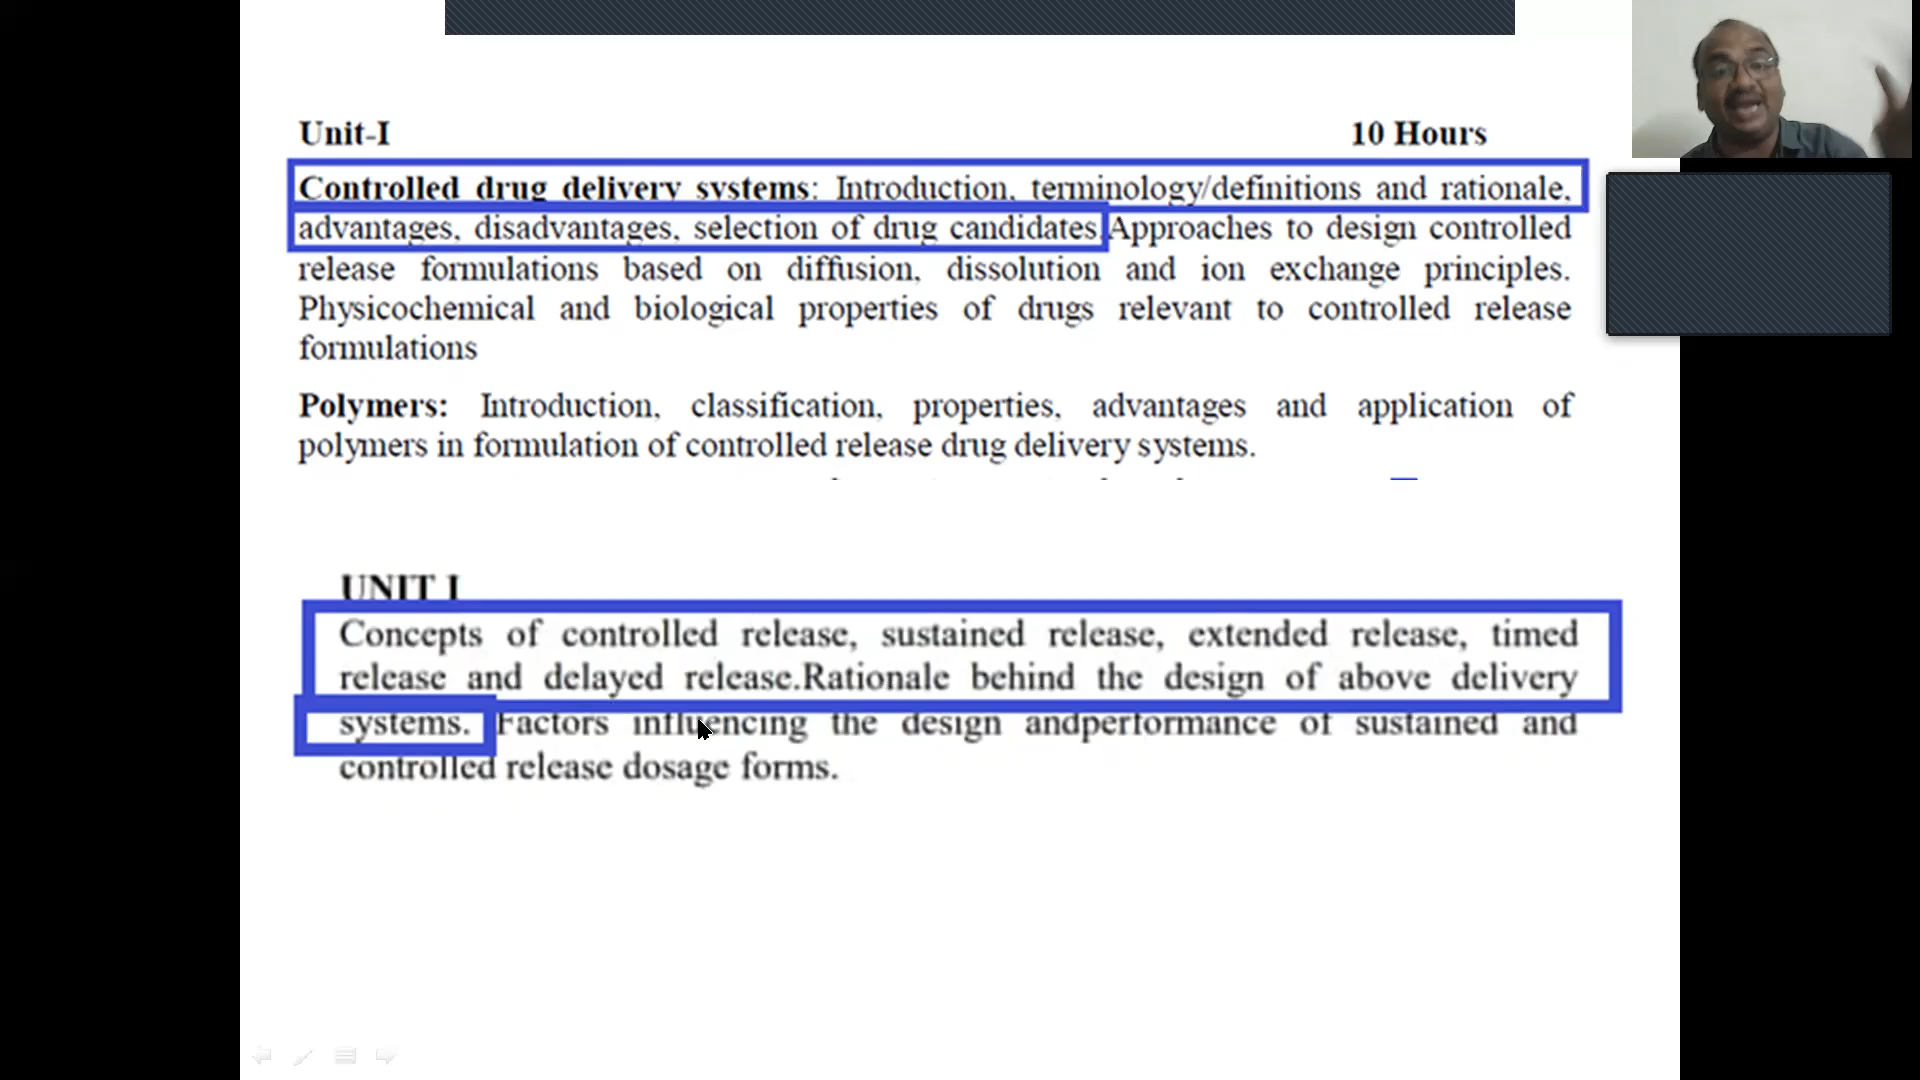 Unit-I 10 Hours
Controlled drug delivery systems: Introduction, terminology/definitions and rationale,
advantages, disadvantages, selection of drug candidates. Approaches to design controlled
release formulations based on diffusion, dissolution and ion exchange principles.
Physicochemical and biological properties of drugs relevant to controlled release
formulations
Polymers: Introduction, classification, properties, advantages and application of
polymers in formulation of controlled release drug delivery systems.
UNIT I
Concepts of controlled release, sustained release, extended release, timed
release and delayed release.Rationale behind the design of above delivery
systems. Factors influencing the design andperformance of sustained and
controlled release dosage forms.